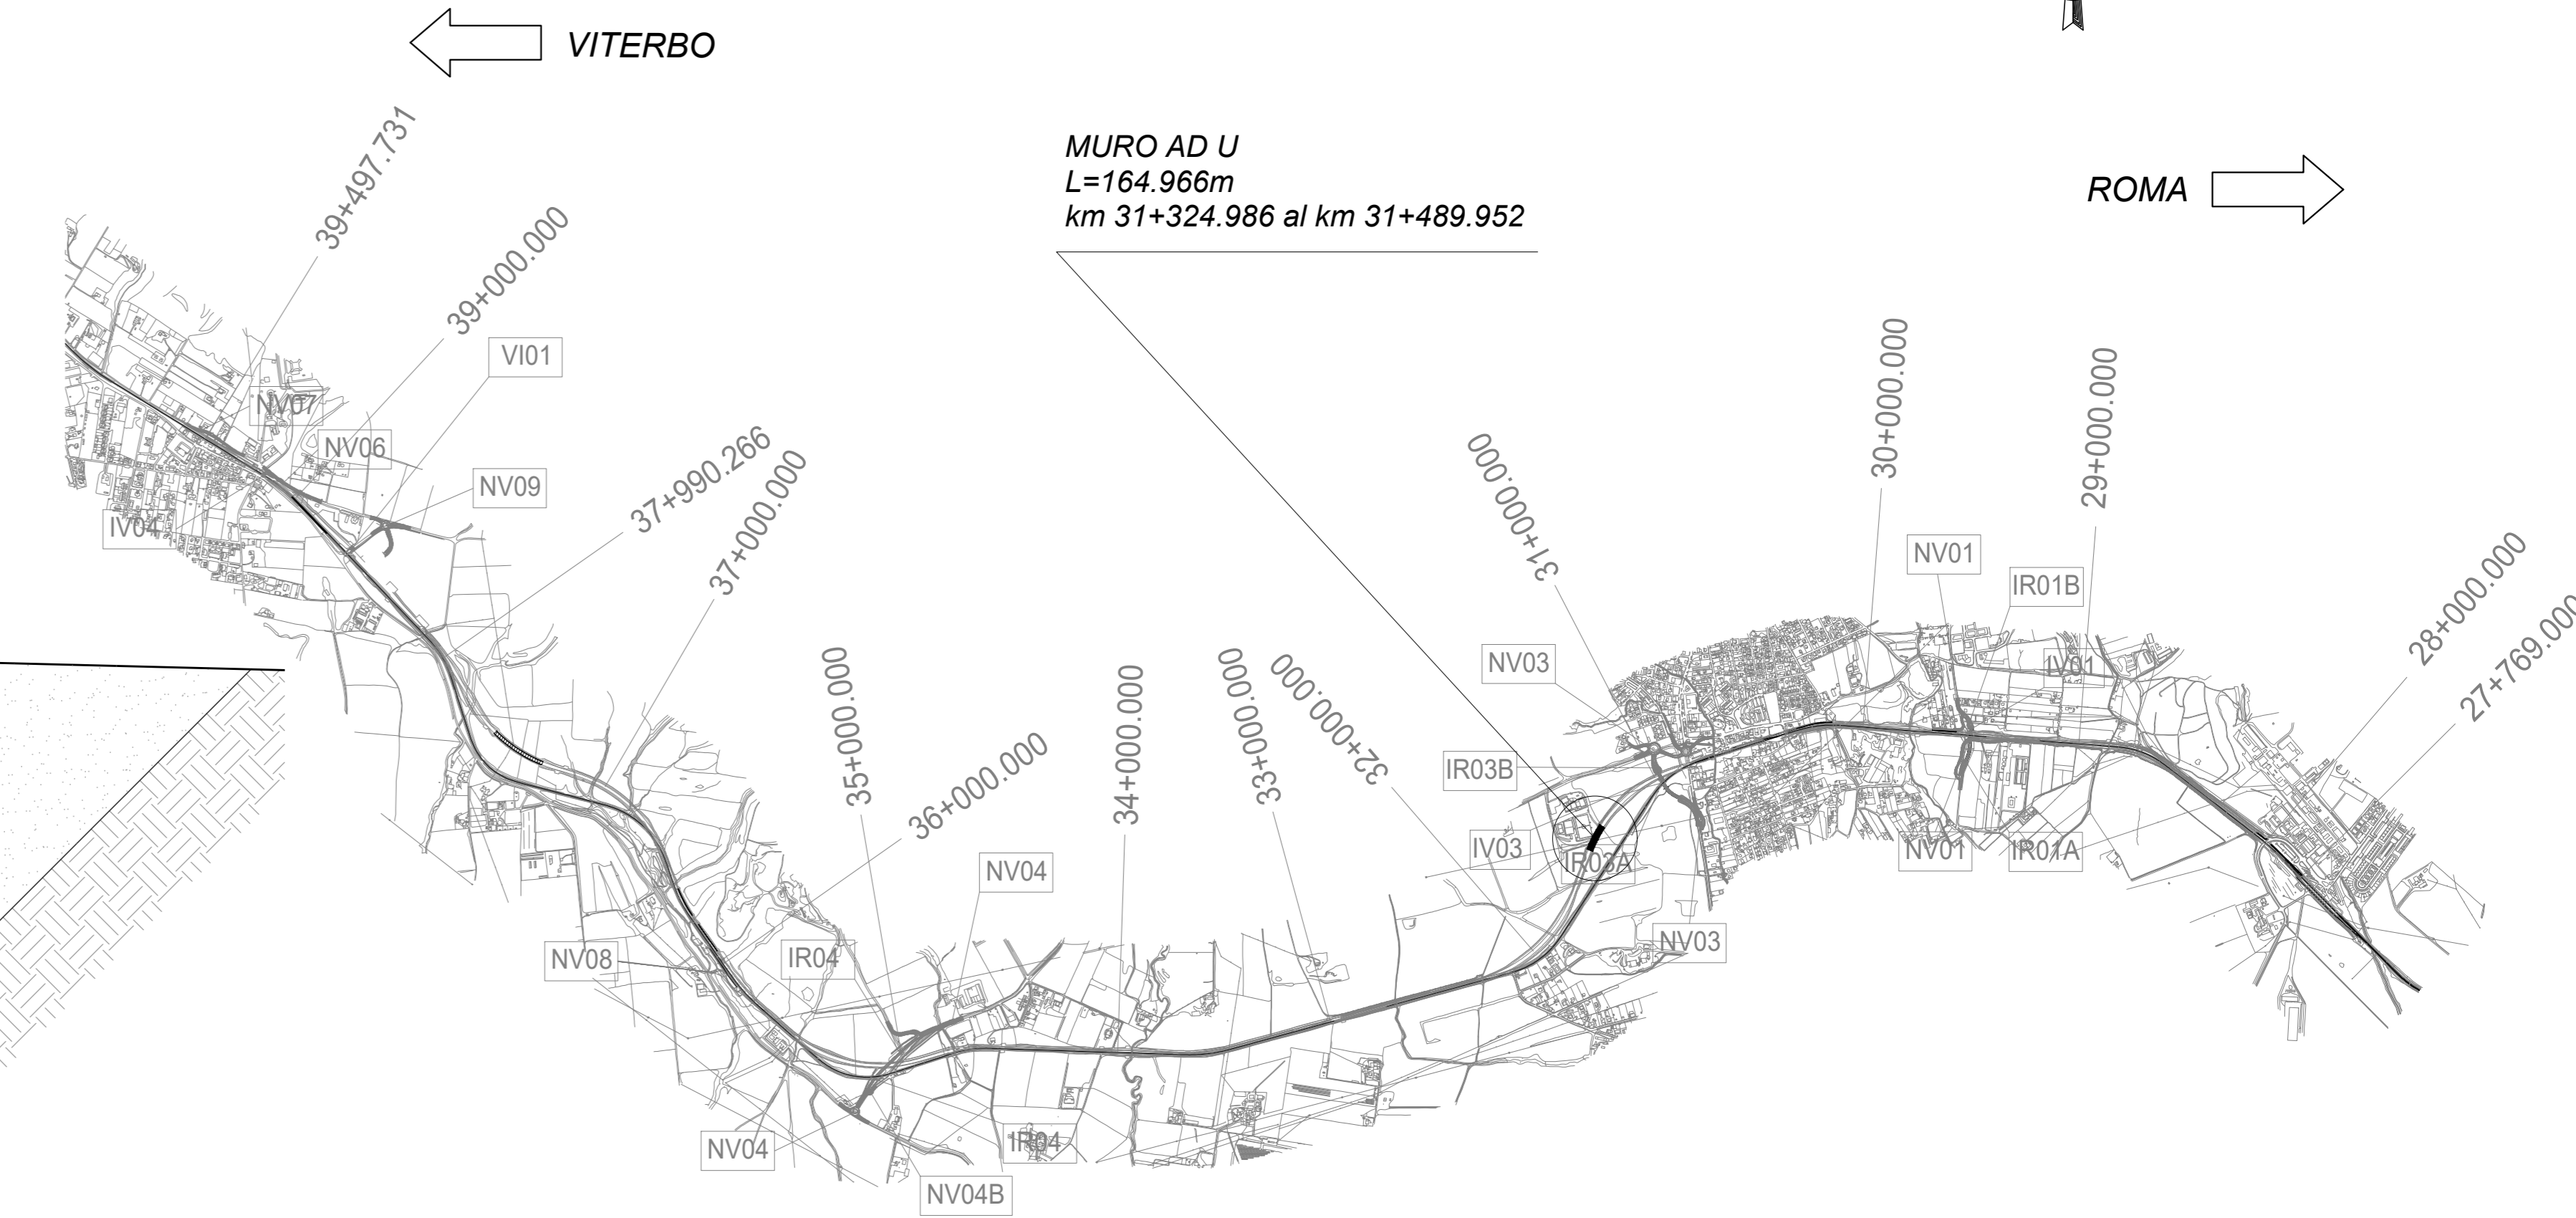 VITERBO
MURO AD U
L=164.966m
km 31+324.986 al km 31+489.952
ROMA
39+497.731
39+000.000
VI01
NV07
NV06
NV09
IV04
37+990.266
37+000.000
31+000.000
30+000.000
29+000.000
NV01
IR01B
IV01
28+000.000
27+769.000
35+000.000
36+000.000
34+000.000
33+000.000
32+000.000
NV03
IR03B
IV03
IR03A
NV01
IR01A
NV04
NV03
NV08
IR04
NV04
IR04
NV04B